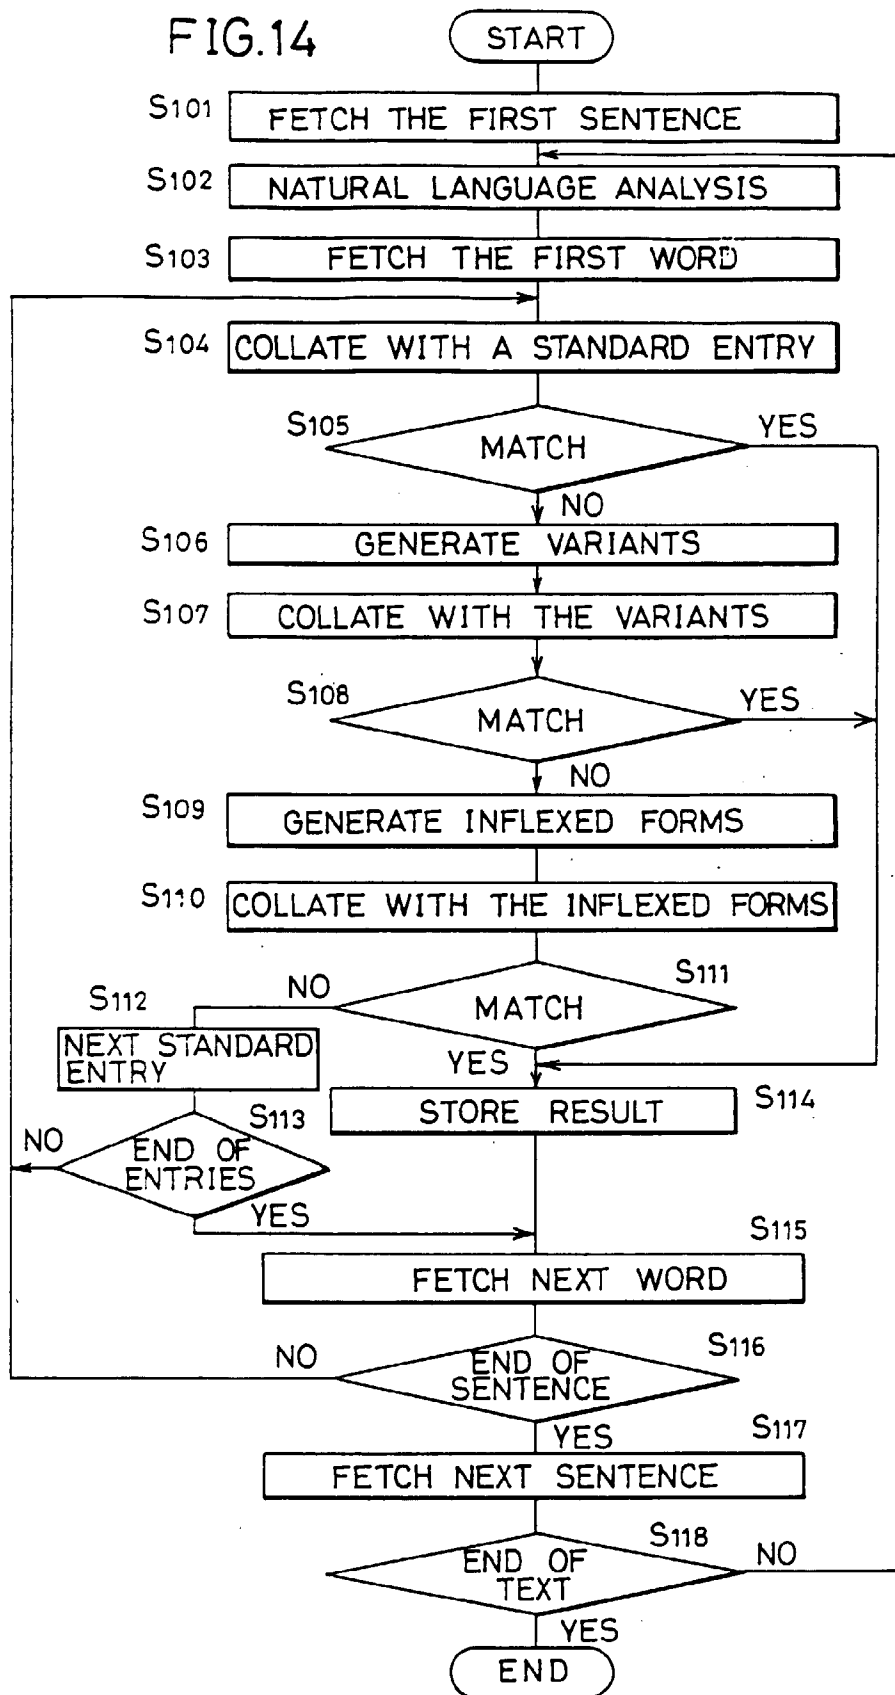 FIG.14
START
S101
FETCH THE FIRST SENTENCE
S102
NATURAL LANGUAGE ANALYSIS
S103
FETCH THE FIRST WORD
S104
COLLATE WITH A STANDARD ENTRY
S105
MATCH
YES
NO
S106
GENERATE VARIANTS
S107
COLLATE WITH THE VARIANTS
S108
MATCH
YES
NO
S109
GENERATE INFLEXED FORMS
S110
COLLATE WITH THE INFLEXED FORMS
S111
MATCH
NO
YES
S112
NEXT STANDARD
ENTRY
S113
END OF
ENTRIES
NO
YES
S114
STORE RESULT
S115
FETCH NEXT WORD
S116
END OF
SENTENCE
NO
YES
S117
FETCH NEXT SENTENCE
S118
END OF
TEXT
NO
YES
END